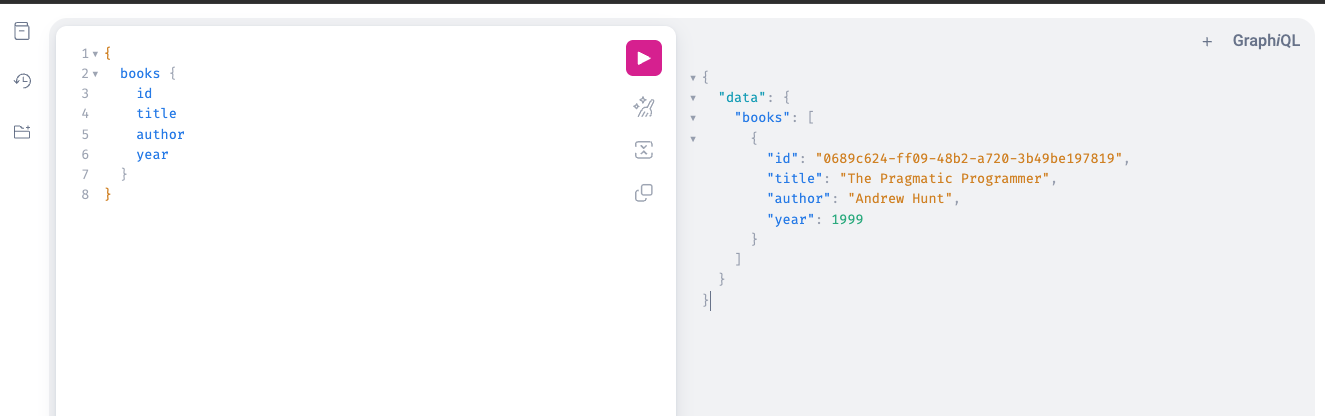 1 {
2   books {
3     id
4     title
5     author
6     year
7   }
8 }
+ GraphiQL
{
  "data": {
    "books": [
      {
        "id": "0689c624-ff09-48b2-a720-3b49be197819",
        "title": "The Pragmatic Programmer",
        "author": "Andrew Hunt",
        "year": 1999
      }
    ]
  }
}